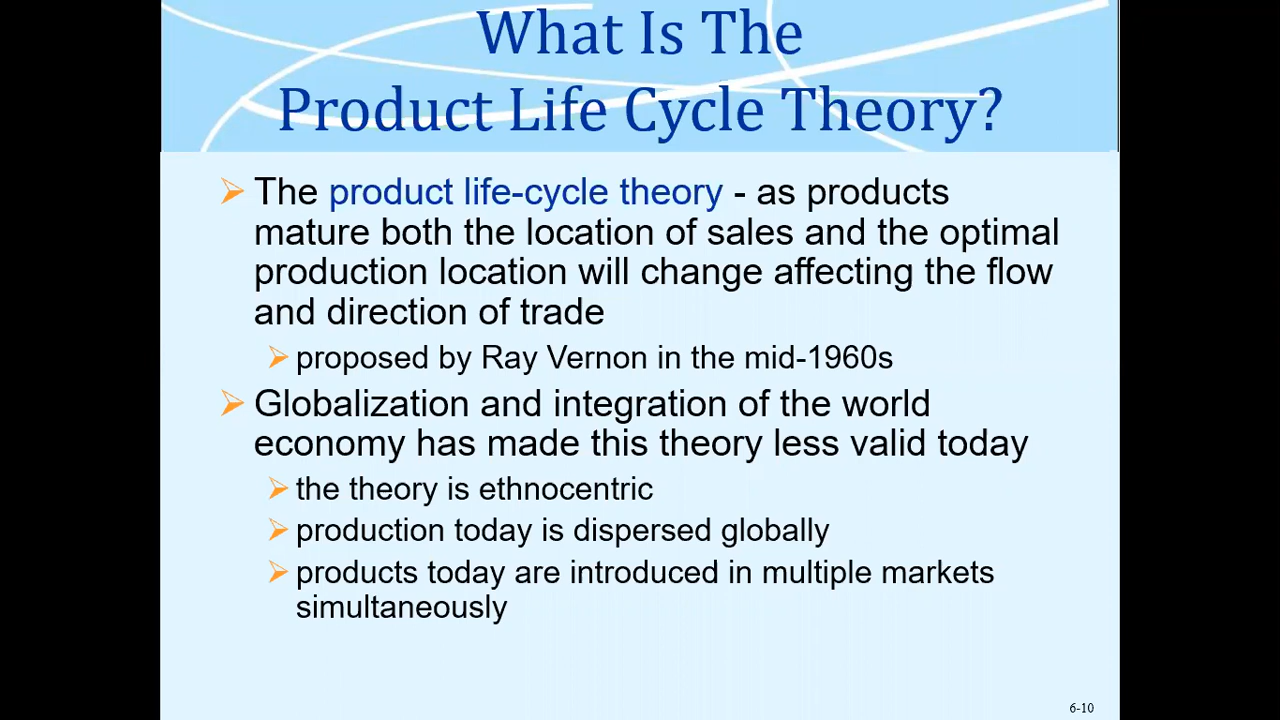 What Is The
Product Life Cycle Theory?
The product life-cycle theory - as products
mature both the location of sales and the optimal
production location will change affecting the flow
and direction of trade
proposed by Ray Vernon in the mid-1960s
Globalization and integration of the world
economy has made this theory less valid today
the theory is ethnocentric
production today is dispersed globally
products today are introduced in multiple markets
simultaneously
6-10